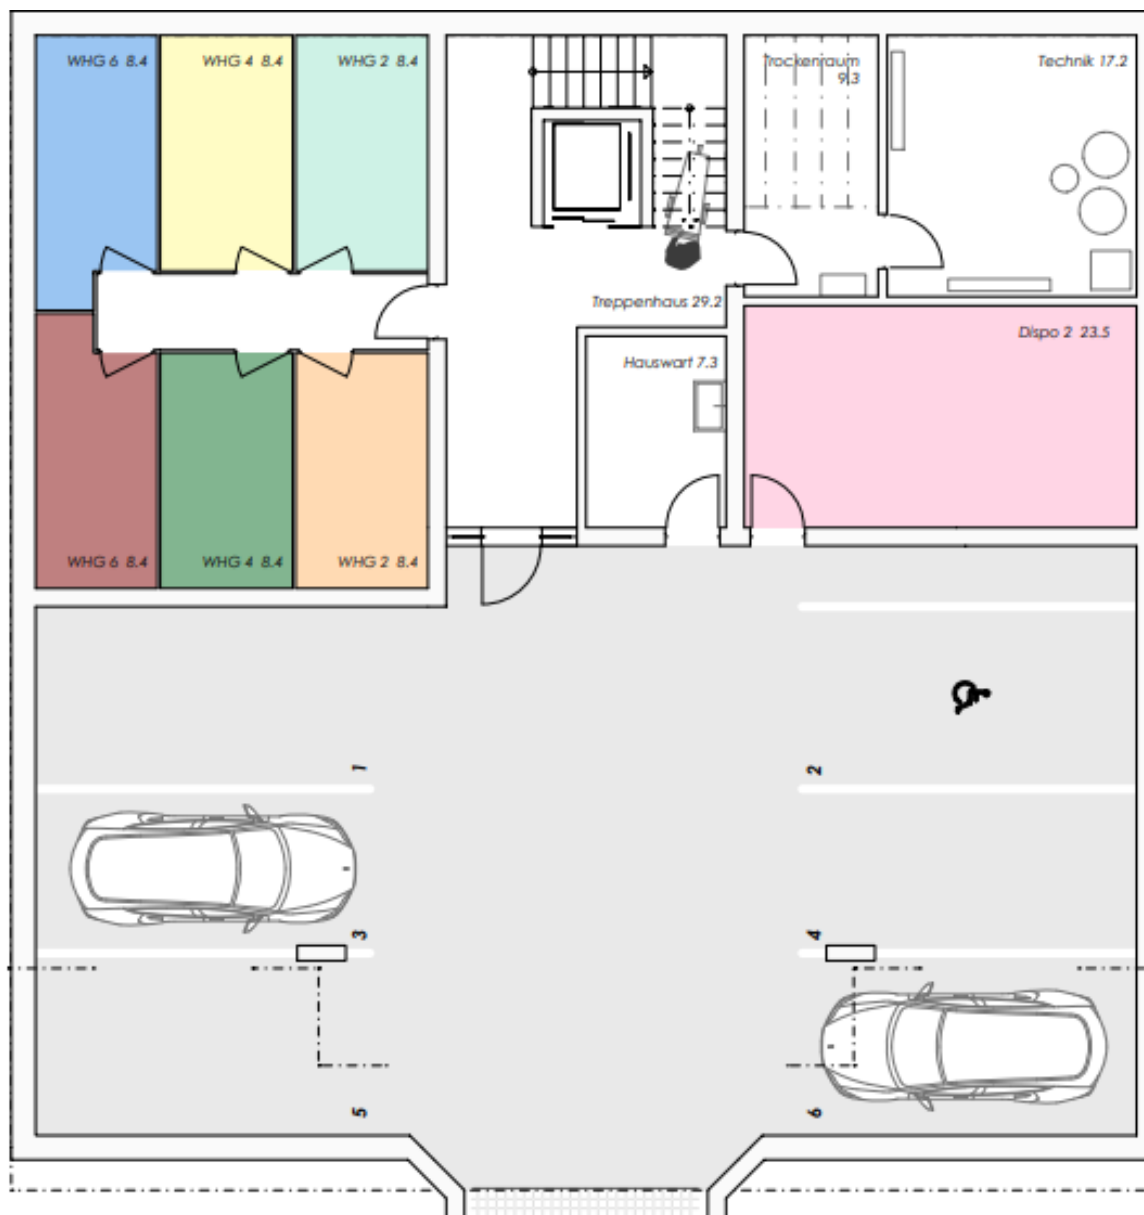 WHG 6 8.4
WHG 4 8.4
WHG 2 8.4
Trockenraum
9.3
Technik 17.2
Treppenhaus 29.2
Dispo 2 23.5
Hauswart 7.3
WHG 6 8.4
WHG 4 8.4
WHG 2 8.4
1
2
3
4
5
6